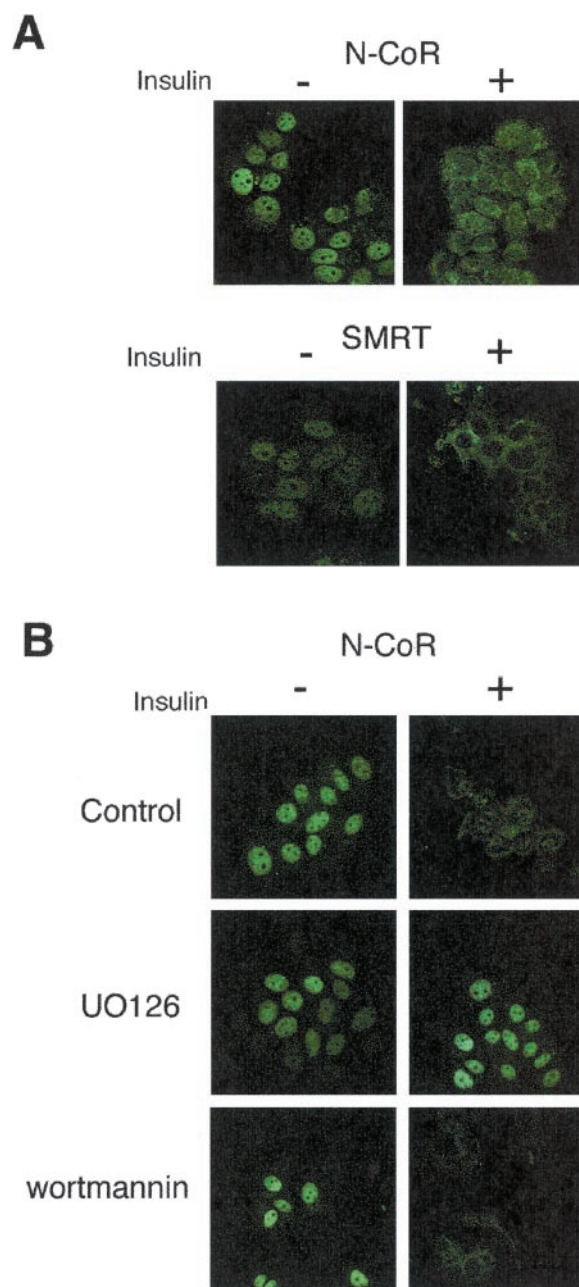 A
N-CoR
Insulin - +
SMRT
Insulin - +
B
N-CoR
Insulin - +
Control
UO126
wortmannin